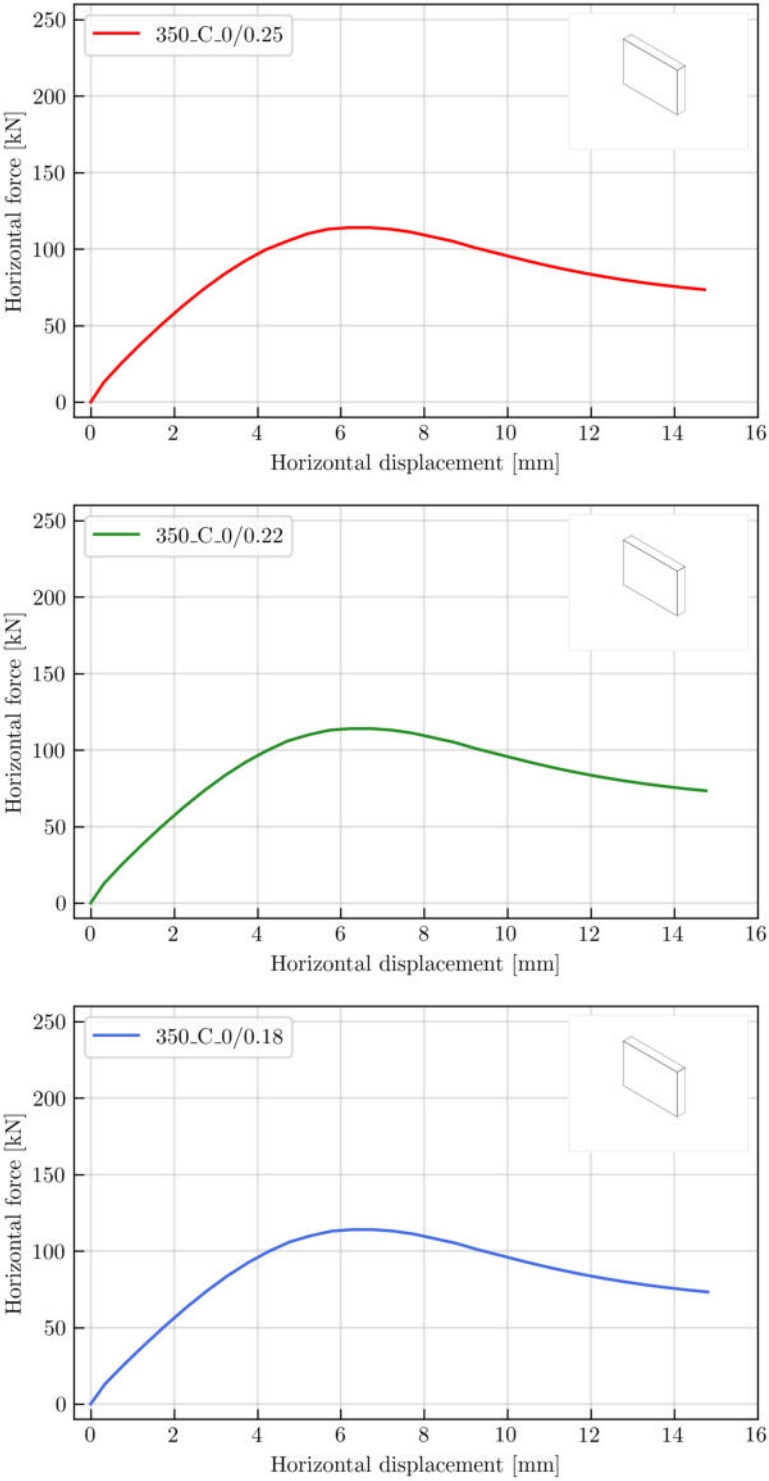 350_C_0/0.25
250
200
150
100
50
0
Horizontal force [kN]
0 2 4 6 8 10 12 14 16
Horizontal displacement [mm]
350_C_0/0.22
250
200
150
100
50
0
Horizontal force [kN]
0 2 4 6 8 10 12 14 16
Horizontal displacement [mm]
350_C_0/0.18
250
200
150
100
50
0
Horizontal force [kN]
0 2 4 6 8 10 12 14 16
Horizontal displacement [mm]